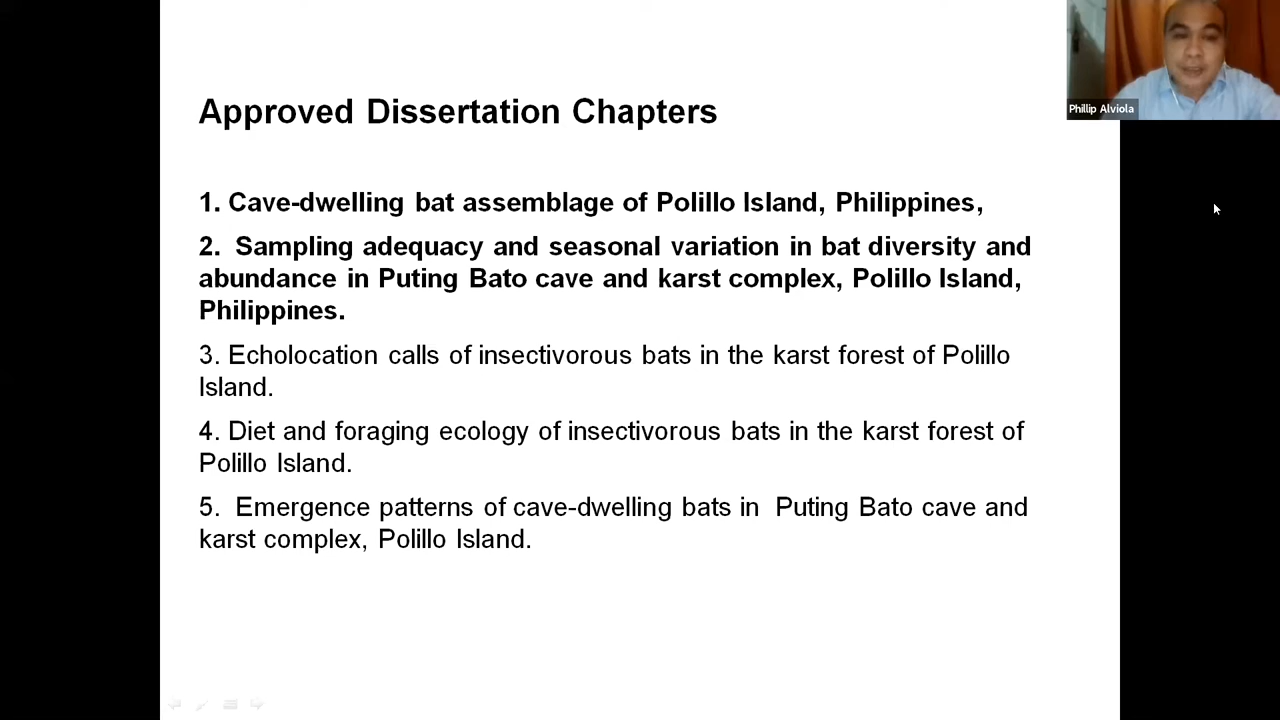 Approved Dissertation Chapters
Phillip Alviola
1. Cave-dwelling bat assemblage of Polillo Island, Philippines,
2. Sampling adequacy and seasonal variation in bat diversity and
abundance in Puting Bato cave and karst complex, Polillo Island,
Philippines.
3. Echolocation calls of insectivorous bats in the karst forest of Polillo
Island.
4. Diet and foraging ecology of insectivorous bats in the karst forest of
Polillo Island.
5. Emergence patterns of cave-dwelling bats in Puting Bato cave and
karst complex, Polillo Island.